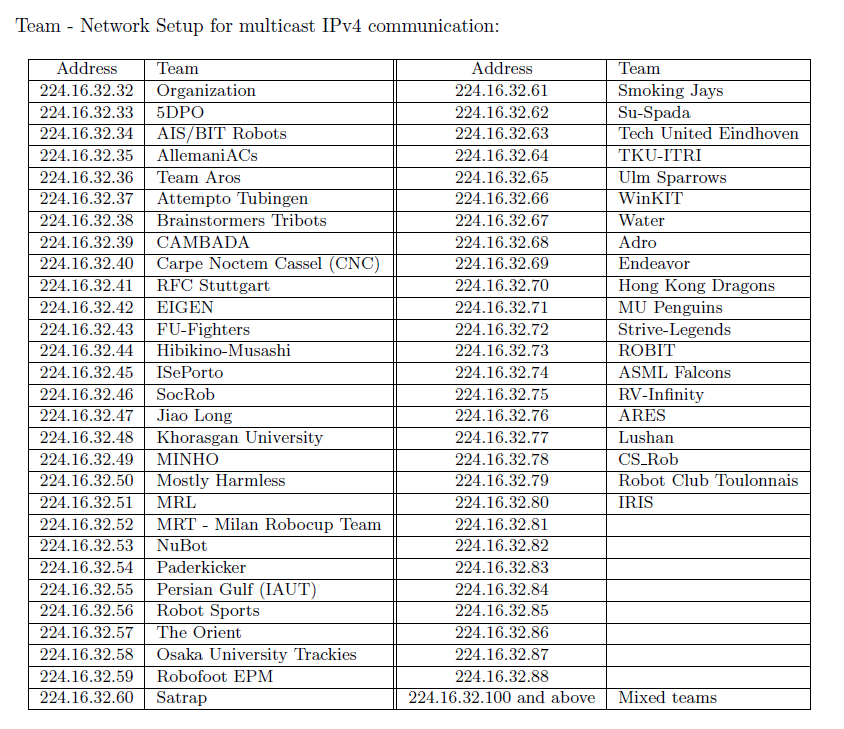 Team - Network Setup for multicast IPv4 communication:
Address Team Address Team
224.16.32.32 Organization 224.16.32.61 Smoking Jays
224.16.32.33 5DPO 224.16.32.62 Su-Spada
224.16.32.34 AIS/BIT Robots 224.16.32.63 Tech United Eindhoven
224.16.32.35 AllemaniACs 224.16.32.64 TKU-ITRI
224.16.32.36 Team Aros 224.16.32.65 Ulm Sparrows
224.16.32.37 Attempto Tubingen 224.16.32.66 WinKIT
224.16.32.38 Brainstormers Tribots 224.16.32.67 Water
224.16.32.39 CAMBADA 224.16.32.68 Adro
224.16.32.40 Carpe Noctem Cassel (CNC) 224.16.32.69 Endeavor
224.16.32.41 RFC Stuttgart 224.16.32.70 Hong Kong Dragons
224.16.32.42 EIGEN 224.16.32.71 MU Penguins
224.16.32.43 FU-Fighters 224.16.32.72 Strive-Legends
224.16.32.44 Hibikino-Musashi 224.16.32.73 ROBIT
224.16.32.45 ISePorto 224.16.32.74 ASML Falcons
224.16.32.46 SocRob 224.16.32.75 RV-Infinity
224.16.32.47 Jiao Long 224.16.32.76 ARES
224.16.32.48 Khorasgan University 224.16.32.77 Lushan
224.16.32.49 MINHO 224.16.32.78 CS_Rob
224.16.32.50 Mostly Harmless 224.16.32.79 Robot Club Toulonnais
224.16.32.51 MRL 224.16.32.80 IRIS
224.16.32.52 MRT - Milan Robocup Team 224.16.32.81
224.16.32.53 NuBot 224.16.32.82
224.16.32.54 Paderkicker 224.16.32.83
224.16.32.55 Persian Gulf (IAUT) 224.16.32.84
224.16.32.56 Robot Sports 224.16.32.85
224.16.32.57 The Orient 224.16.32.86
224.16.32.58 Osaka University Trackies 224.16.32.87
224.16.32.59 Robofoot EPM 224.16.32.88
224.16.32.60 Satrap 224.16.32.100 and above Mixed teams